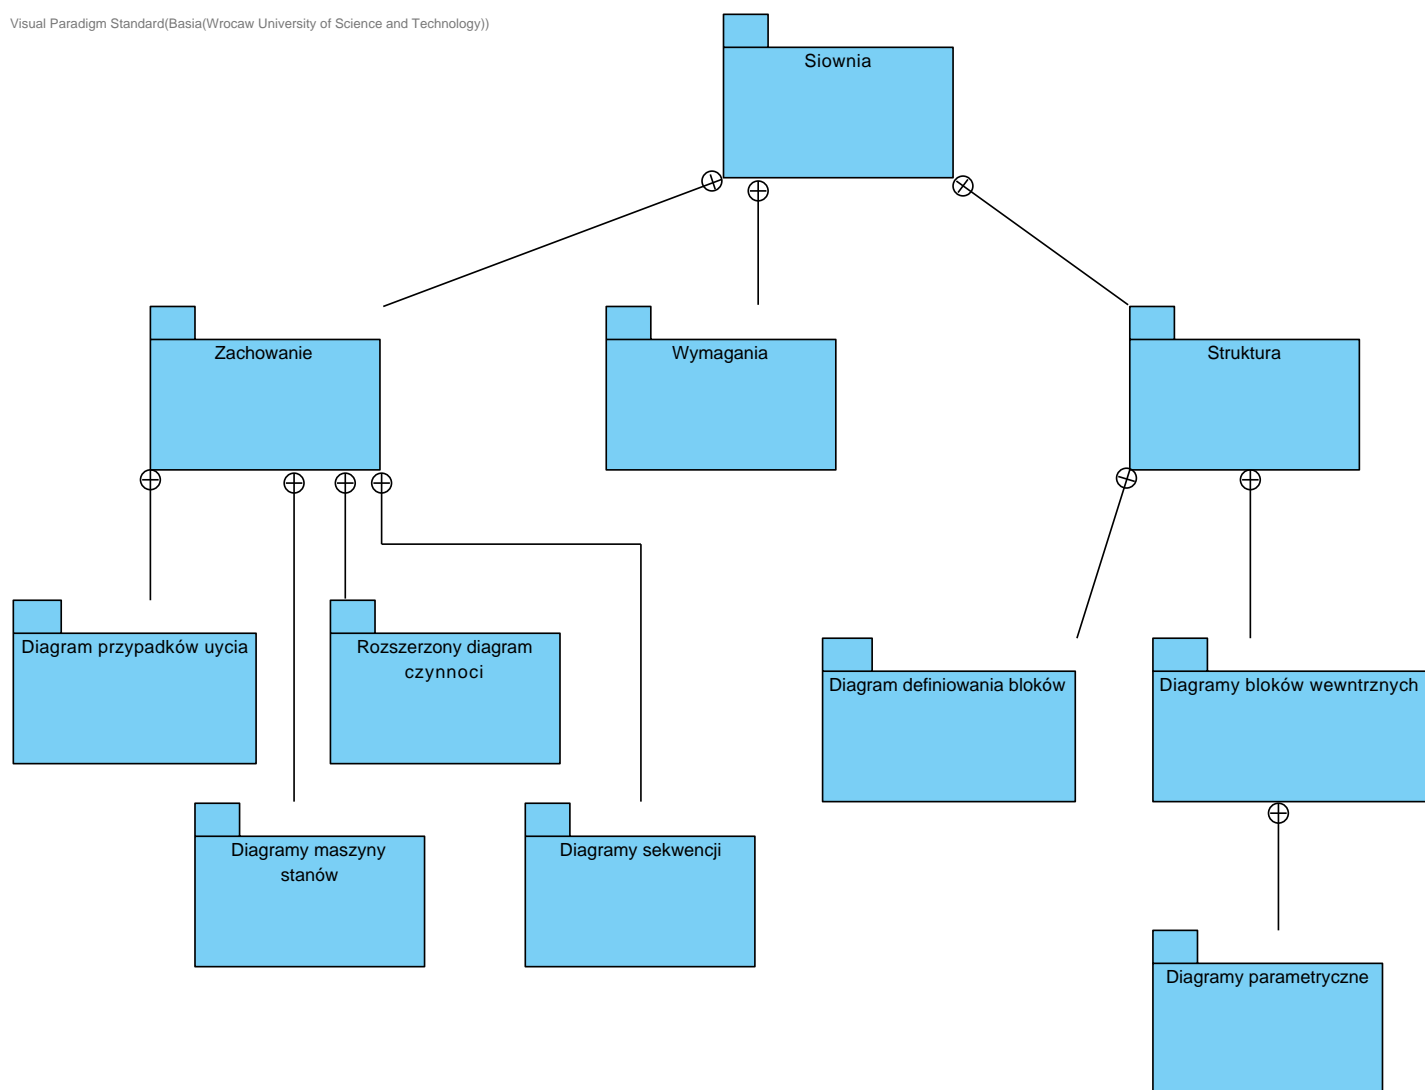 Visual Paradigm Standard(Basia(Wrocaw University of Science and Technology))
Siownia
Zachowanie
Wymagania
Struktura
Diagram przypadków uycia
Rozszerzony diagram
czynnoci
Diagram definiowania bloków
Diagramy bloków wewntrznych
Diagramy maszyny
stanów
Diagramy sekwencji
Diagramy parametryczne